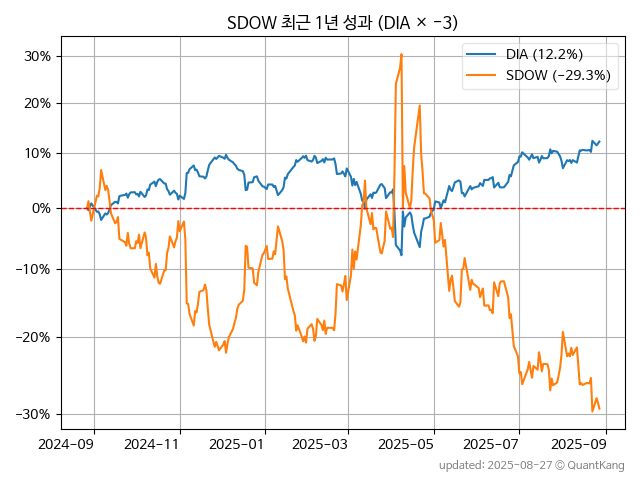 SDOW 최근 1년 성과 (DIA × −3)
DIA (12.2%)
SDOW (−29.3%)
30%
20%
10%
0%
−10%
−20%
−30%
2024-09 2024-11 2025-01 2025-03 2025-05 2025-07 2025-09
updated: 2025-08-27 © QuantKang